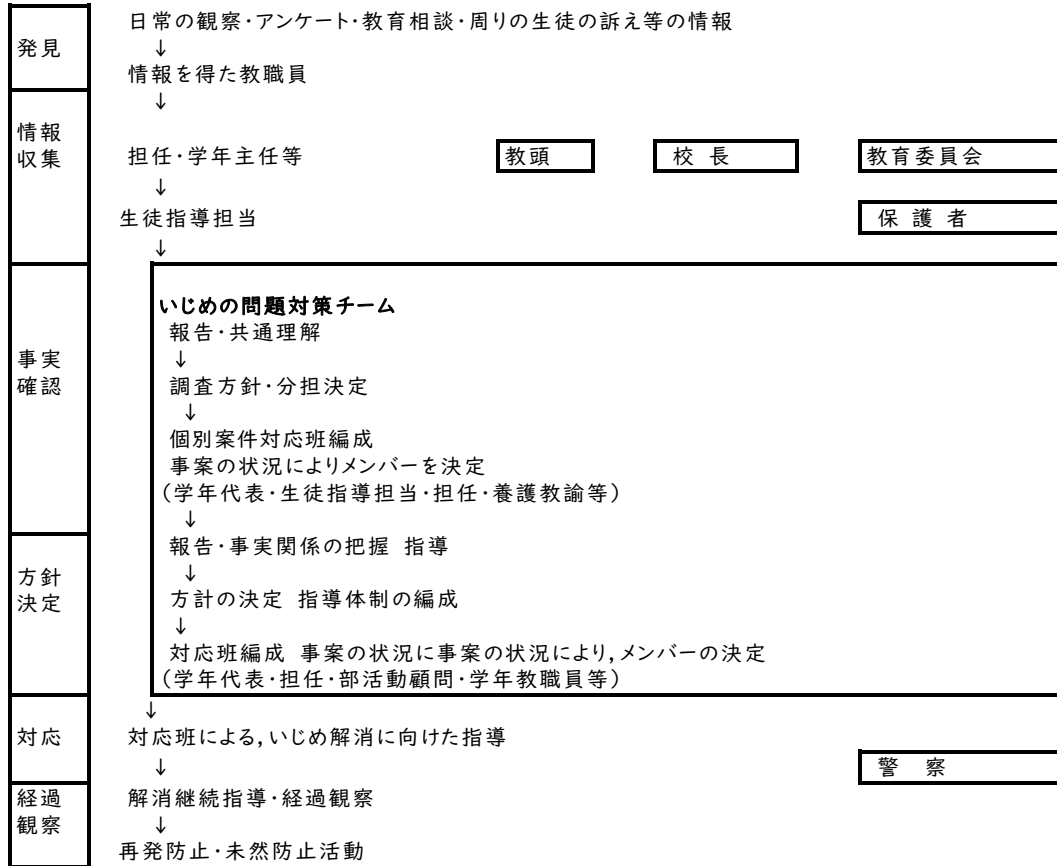 日常の観察・アンケート・教育相談・周りの生徒の訴え等の情報
発見
↓
情報を得た教職員
↓
情報
収集
担任・学年主任等 教頭 校 長 教育委員会
↓
生徒指導担当 保 護 者
↓
いじめの問題対策チーム
報告・共通理解
事実
確認
↓
調査方針・分担決定
↓
個別案件対応班編成
事案の状況によりメンバーを決定
(学年代表・生徒指導担当・担任・養護教諭等)
↓
報告・事実関係の把握 指導
方針
決定
↓
方計の決定 指導体制の編成
↓
対応班編成 事案の状況に事案の状況により,メンバーの決定
(学年代表・担任・部活動顧問・学年教職員等)
↓
対応 対応班による,いじめ解消に向けた指導
↓
警 察
経過
観察
解消継続指導・経過観察
↓
再発防止・未然防止活動